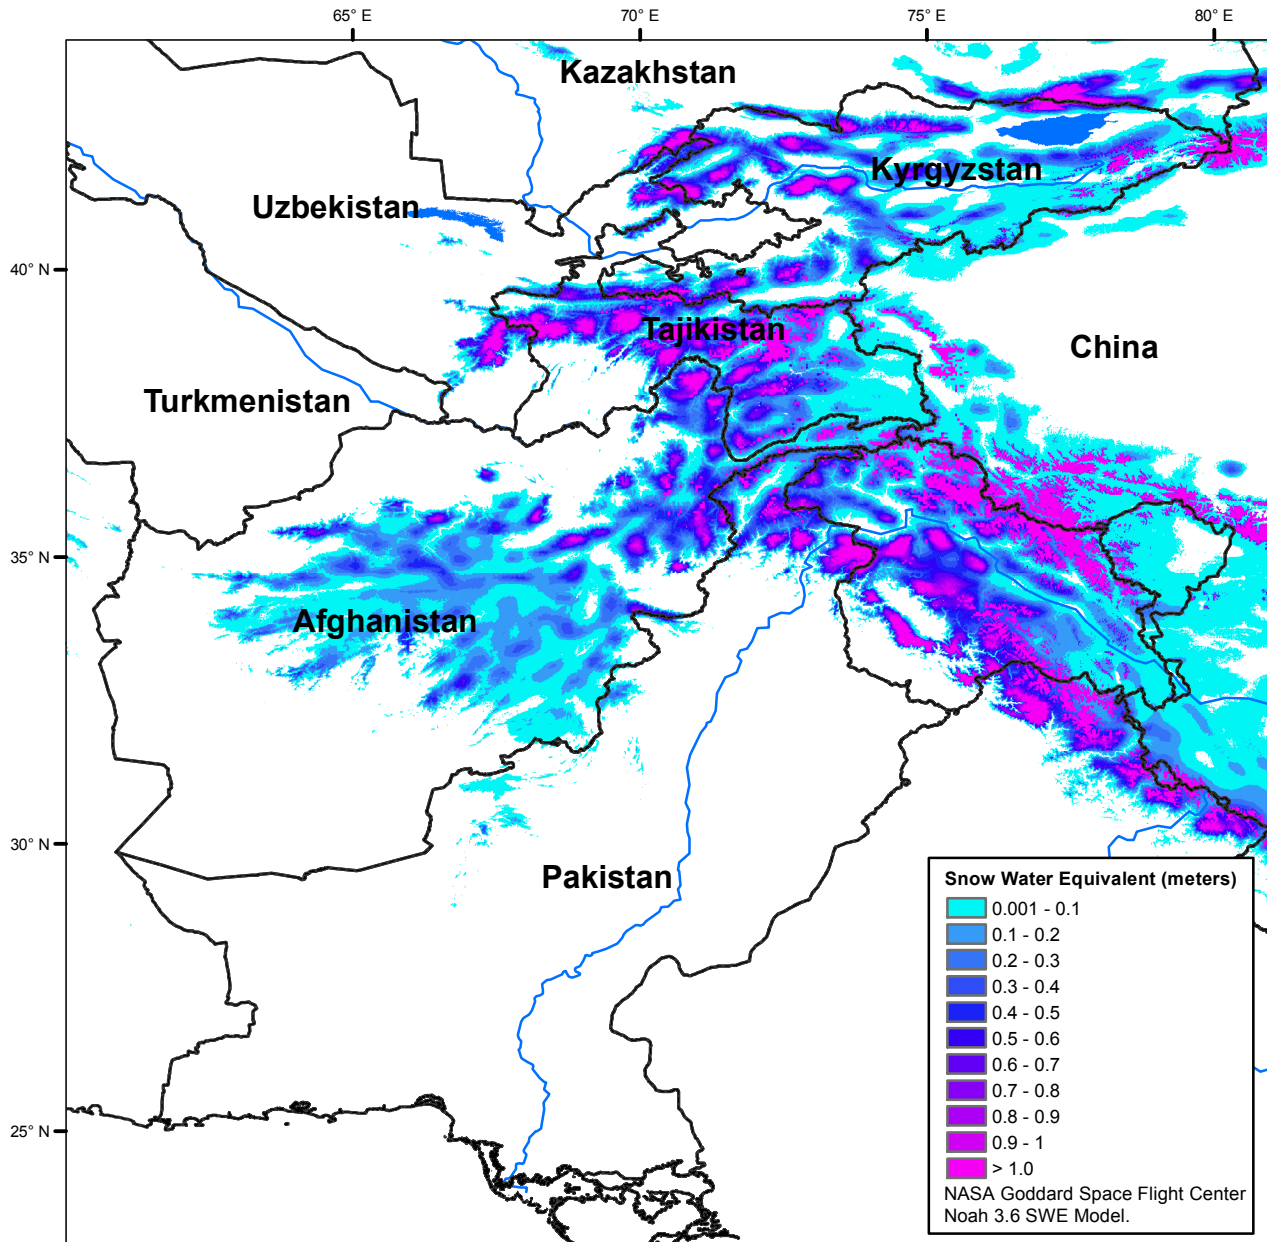 65° E
70° E
75° E
80° E
Kazakhstan
Kyrgyzstan
Uzbekistan
40° N
Tajikistan
China
Turkmenistan
35° N
Afghanistan
30° N
Pakistan
25° N
Snow Water Equivalent (meters)
0.001 - 0.1
0.1 - 0.2
0.2 - 0.3
0.3 - 0.4
0.4 - 0.5
0.5 - 0.6
0.6 - 0.7
0.7 - 0.8
0.8 - 0.9
0.9 - 1
> 1.0
NASA Goddard Space Flight Center
Noah 3.6 SWE Model.